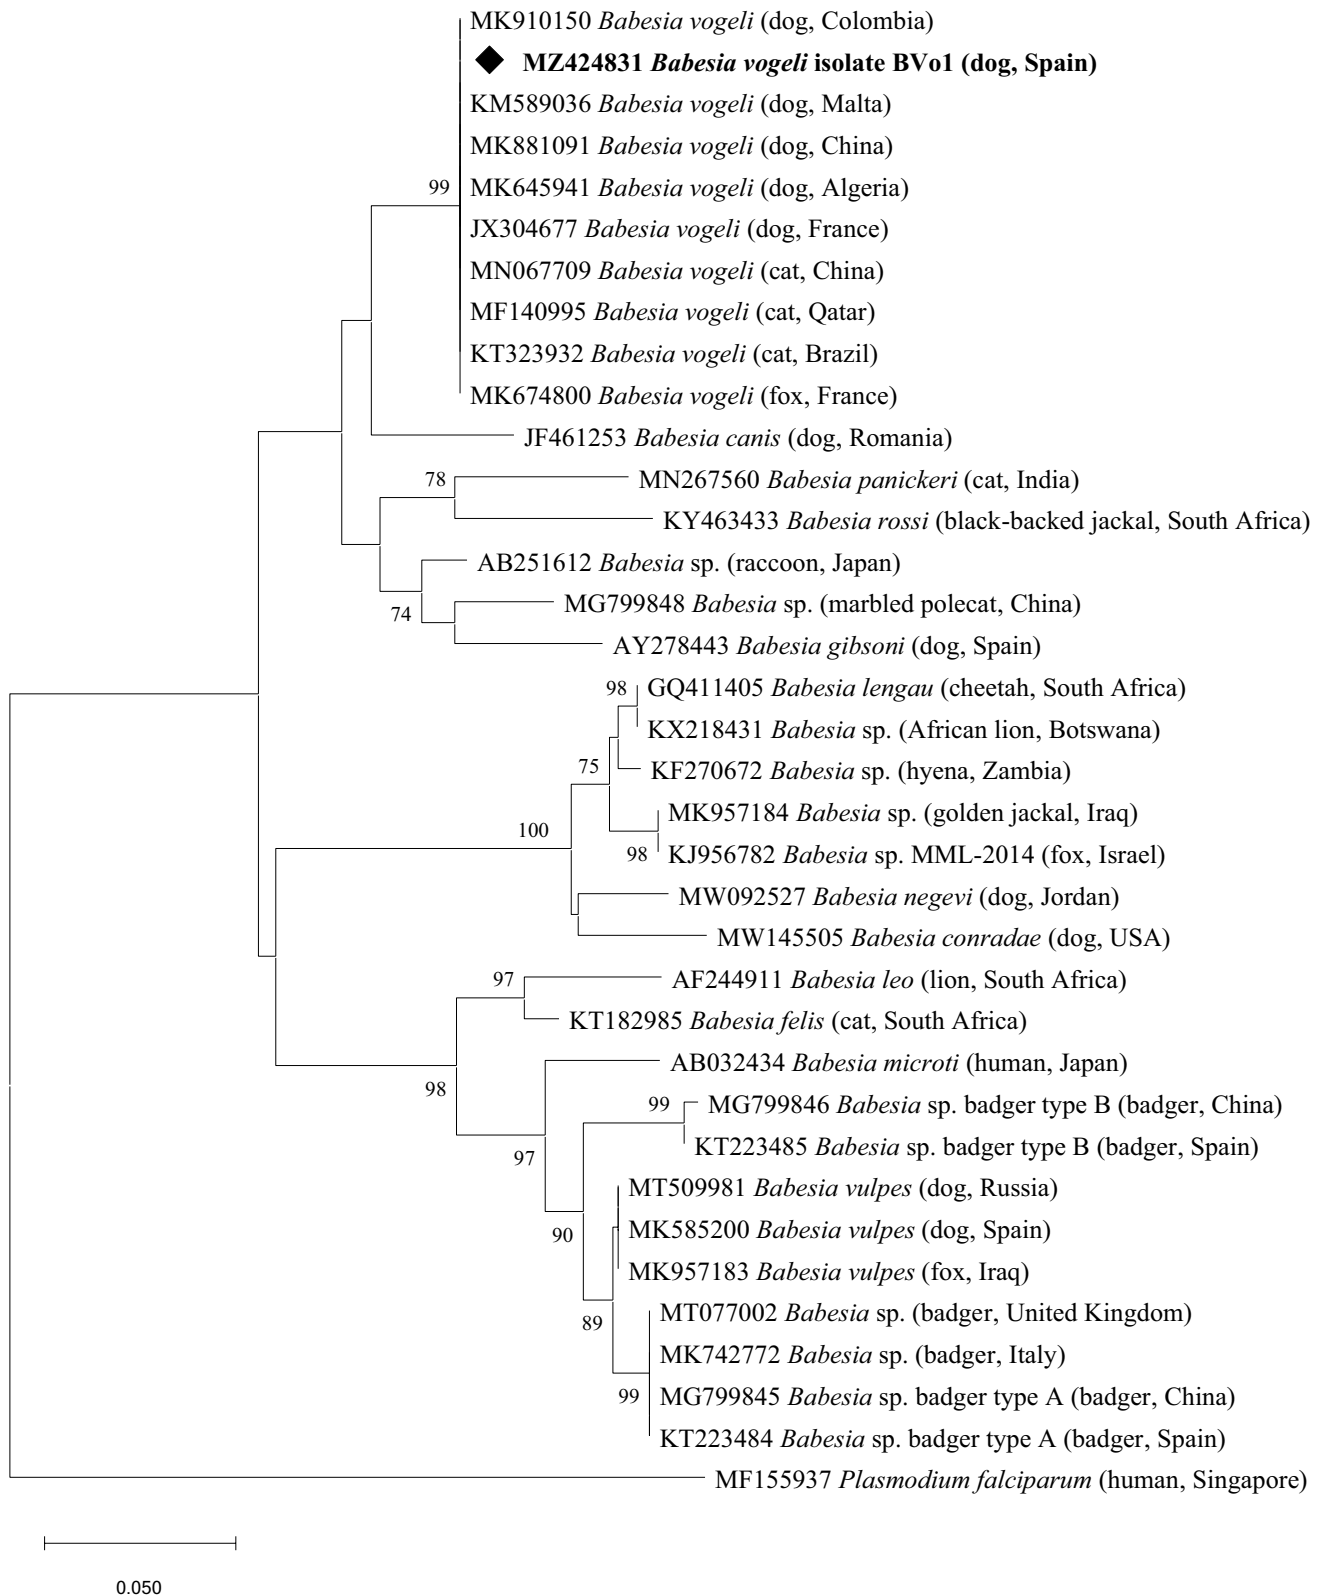 MK910150 Babesia vogeli (dog, Colombia)
MZ424831 Babesia vogeli isolate BVo1 (dog, Spain)
KM589036 Babesia vogeli (dog, Malta)
MK881091 Babesia vogeli (dog, China)
99
MK645941 Babesia vogeli (dog, Algeria)
JX304677 Babesia vogeli (dog, France)
MN067709 Babesia vogeli (cat, China)
MF140995 Babesia vogeli (cat, Qatar)
KT323932 Babesia vogeli (cat, Brazil)
MK674800 Babesia vogeli (fox, France)
JF461253 Babesia canis (dog, Romania)
78
MN267560 Babesia panickeri (cat, India)
KY463433 Babesia rossi (black-backed jackal, South Africa)
AB251612 Babesia sp. (raccoon, Japan)
MG799848 Babesia sp. (marbled polecat, China)
74
AY278443 Babesia gibsoni (dog, Spain)
98
GQ411405 Babesia lengau (cheetah, South Africa)
KX218431 Babesia sp. (African lion, Botswana)
75
KF270672 Babesia sp. (hyena, Zambia)
MK957184 Babesia sp. (golden jackal, Iraq)
100
98
KJ956782 Babesia sp. MML-2014 (fox, Israel)
MW092527 Babesia negevi (dog, Jordan)
MW145505 Babesia conradae (dog, USA)
97
AF244911 Babesia leo (lion, South Africa)
KT182985 Babesia felis (cat, South Africa)
AB032434 Babesia microti (human, Japan)
98
99
MG799846 Babesia sp. badger type B (badger, China)
KT223485 Babesia sp. badger type B (badger, Spain)
97
MT509981 Babesia vulpes (dog, Russia)
MK585200 Babesia vulpes (dog, Spain)
90
MK957183 Babesia vulpes (fox, Iraq)
MT077002 Babesia sp. (badger, United Kingdom)
89
MK742772 Babesia sp. (badger, Italy)
99
MG799845 Babesia sp. badger type A (badger, China)
KT223484 Babesia sp. badger type A (badger, Spain)
MF155937 Plasmodium falciparum (human, Singapore)
0.050